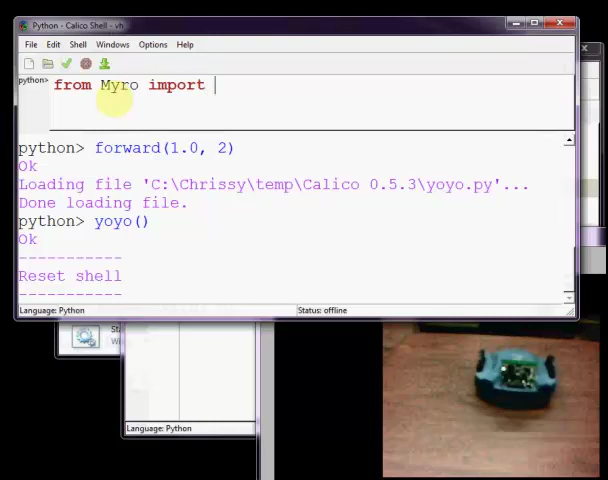 Python - Calico Shell - vh
File Edit Shell Windows Options Help
python> from Myro import
python> forward(1.0, 2)
Ok
Loading file 'C:\Chrissy\temp\Calico 0.5.3\yoyo.py'...
Done loading file.
python> yoyo()
Ok
-----------
Reset shell
-----------
Language: Python Status: offline
Sta
Wi
Language: Python